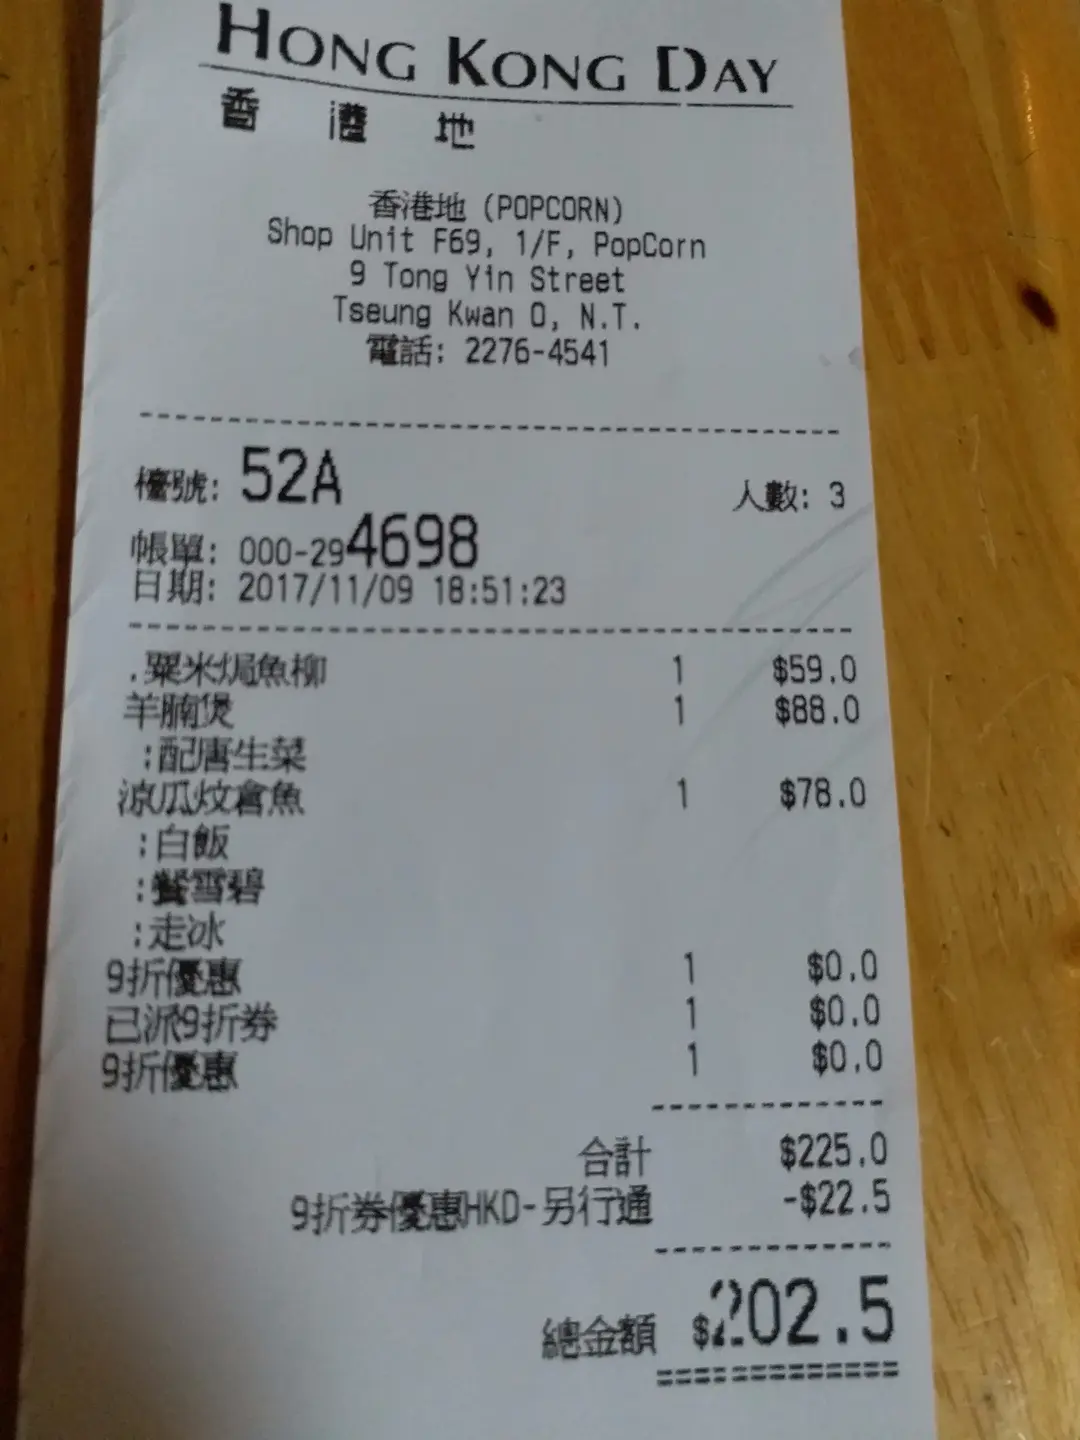 HONG KONG DAY
香 港 地
香港地 (POPCORN)
Shop Unit F69, 1/F, PopCorn
9 Tong Yin Street
Tseung Kwan O, N.T.
電話: 2276-4541
檯號: 52A 人數: 3
帳單: 000-294698
日期: 2017/11/09 18:51:23
.粟米焗魚柳 1 $59.0
羊腩煲 1 $88.0
:配唐生菜
涼瓜炆倉魚 1 $78.0
:白飯
:餐雪碧
:走冰
9折優惠 1 $0.0
已派9折券 1 $0.0
9折優惠 1 $0.0
合計 $225.0
9折券優惠HKD-另行通 -$22.5
總金額 $202.5